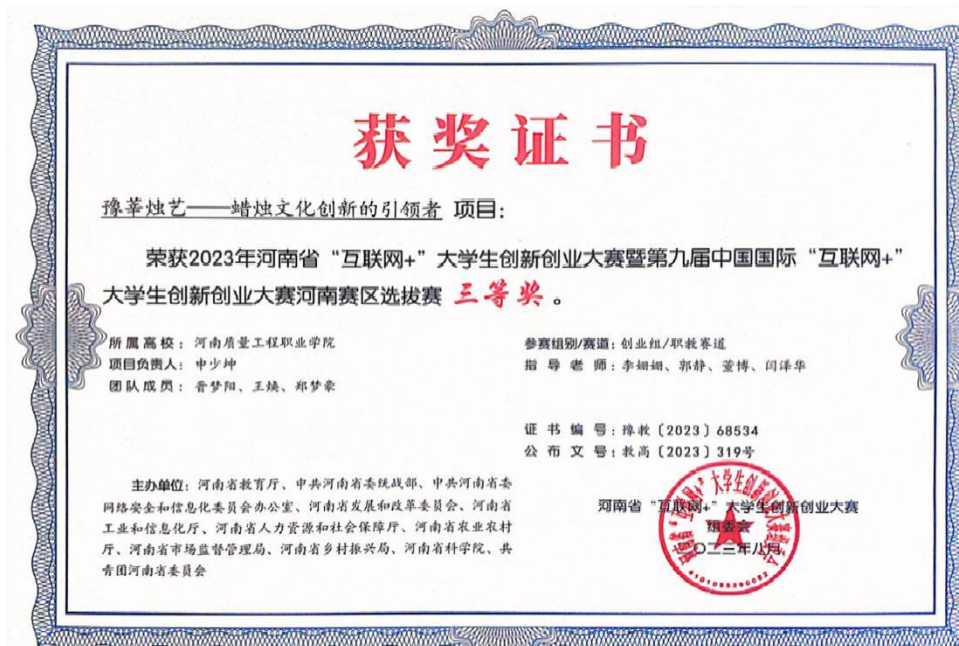 获奖证书
豫莘烛艺——蜡烛文化创新的引领者 项目：
荣获2023年河南省“互联网+”大学生创新创业大赛暨第九届中国国际“互联网+”
大学生创新创业大赛河南赛区选拔赛 三等奖 。
所属高校：河南质量工程职业学院
项目负责人：申少坤
团队成员：晋梦阳、王焕、郑梦豪
参赛组别/赛道：创业组/职教赛道
指导老师：李姗姗、郭静、董博、闫泽华
证书编号：豫教〔2023〕68534
公布文号：教高〔2023〕319号
主办单位：河南省教育厅、中共河南省委统战部、中共河南省委
网络安全和信息化委员会办公室、河南省发展和改革委员会、河南省
工业和信息化厅、河南省人力资源和社会保障厅、河南省农业农村
厅、河南省市场监督管理局、河南省乡村振兴局、河南省科学院、共
青团河南省委员会
河南省“互联网+”大学生创新创业大赛
组委会
二〇二三年八月